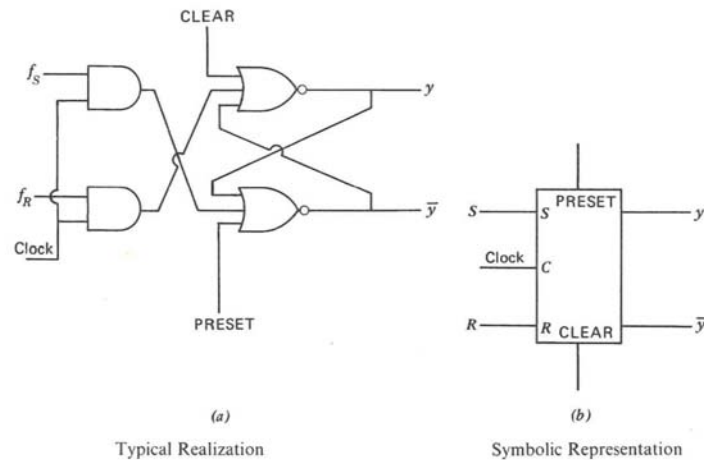 CLEAR
f_S
y
f_R
ȳ
Clock
PRESET
PRESET
S
S
y
Clock
C
R
R
CLEAR
ȳ
(a)
(b)
Typical Realization
Symbolic Representation